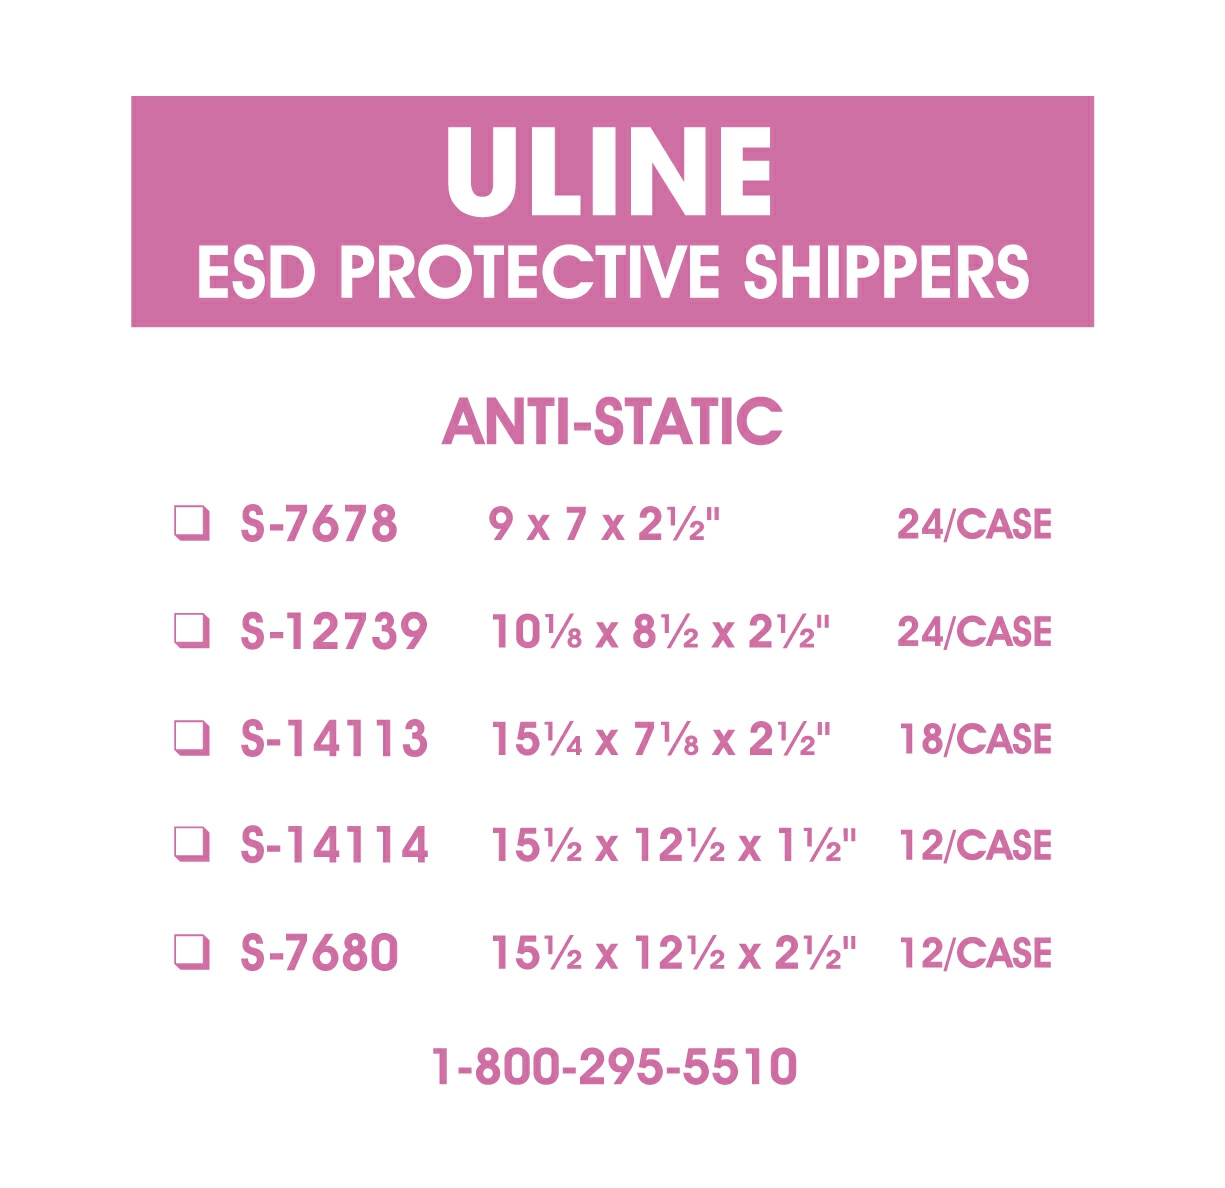 ULINE
ESD PROTECTIVE SHIPPERS
ANTI-STATIC
❏ S-7678 9 x 7 x 2½" 24/CASE
❏ S-12739 10⅛ x 8½ x 2½" 24/CASE
❏ S-14113 15¼ x 7⅛ x 2½" 18/CASE
❏ S-14114 15½ x 12½ x 1½" 12/CASE
❏ S-7680 15½ x 12½ x 2½" 12/CASE
1-800-295-5510